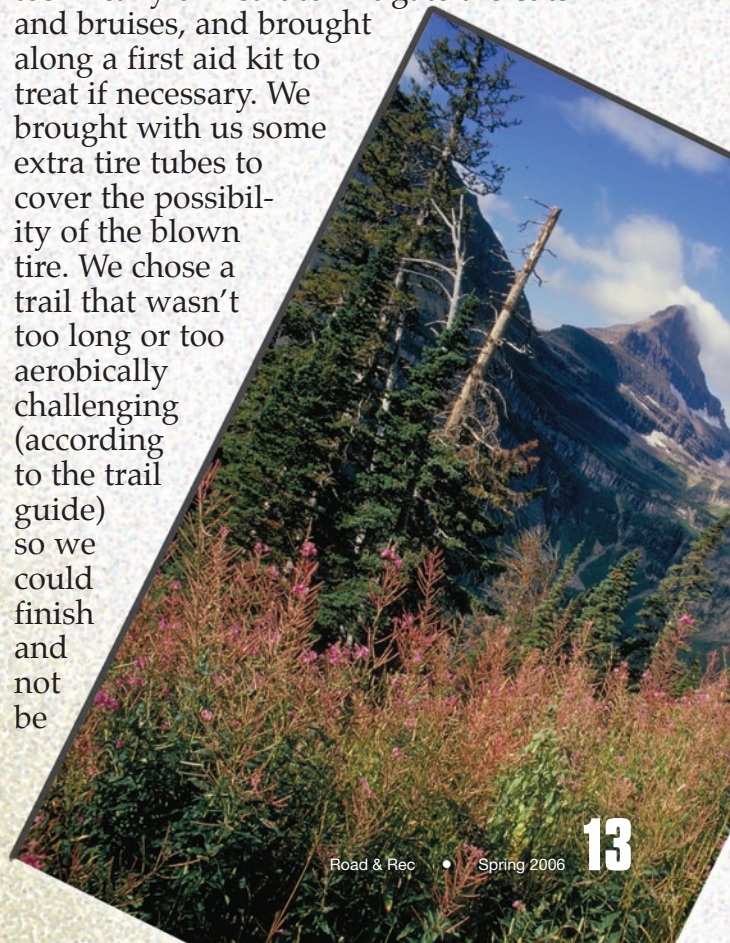 and bruises, and brought
along a first aid kit to
treat if necessary. We
brought with us some
extra tire tubes to
cover the possibil-
ity of the blown
tire. We chose a
trail that wasn't
too long or too
aerobically
challenging
(according
to the trail
guide)
so we
could
finish
and
not
be
Road & Rec • Spring 2006 13